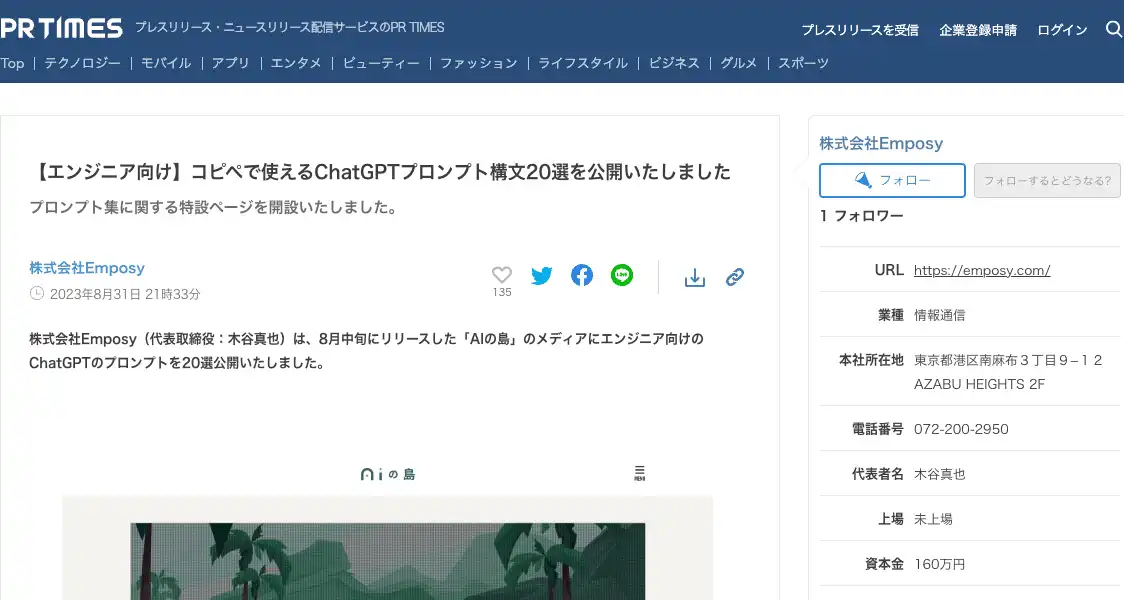 PR TIMES プレスリリース・ニュースリリース配信サービスのPR TIMES
プレスリリースを受信 企業登録申請 ログイン
Top | テクノロジー | モバイル | アプリ | エンタメ | ビューティー | ファッション | ライフスタイル | ビジネス | グルメ | スポーツ
【エンジニア向け】コピペで使えるChatGPTプロンプト構文20選を公開いたしました
プロンプト集に関する特設ページを開設いたしました。
株式会社Emposy
2023年8月31日 21時33分
135
LINE
株式会社Emposy（代表取締役：木谷真也）は、8月中旬にリリースした「AIの島」のメディアにエンジニア向けの
ChatGPTのプロンプトを20選公開いたしました。
Aiの島
MENU
株式会社Emposy
フォロー フォローするとどうなる?
1 フォロワー
URL https://emposy.com/
業種 情報通信
本社所在地 東京都港区南麻布３丁目９−１２
AZABU HEIGHTS 2F
電話番号 072-200-2950
代表者名 木谷真也
上場 未上場
資本金 160万円